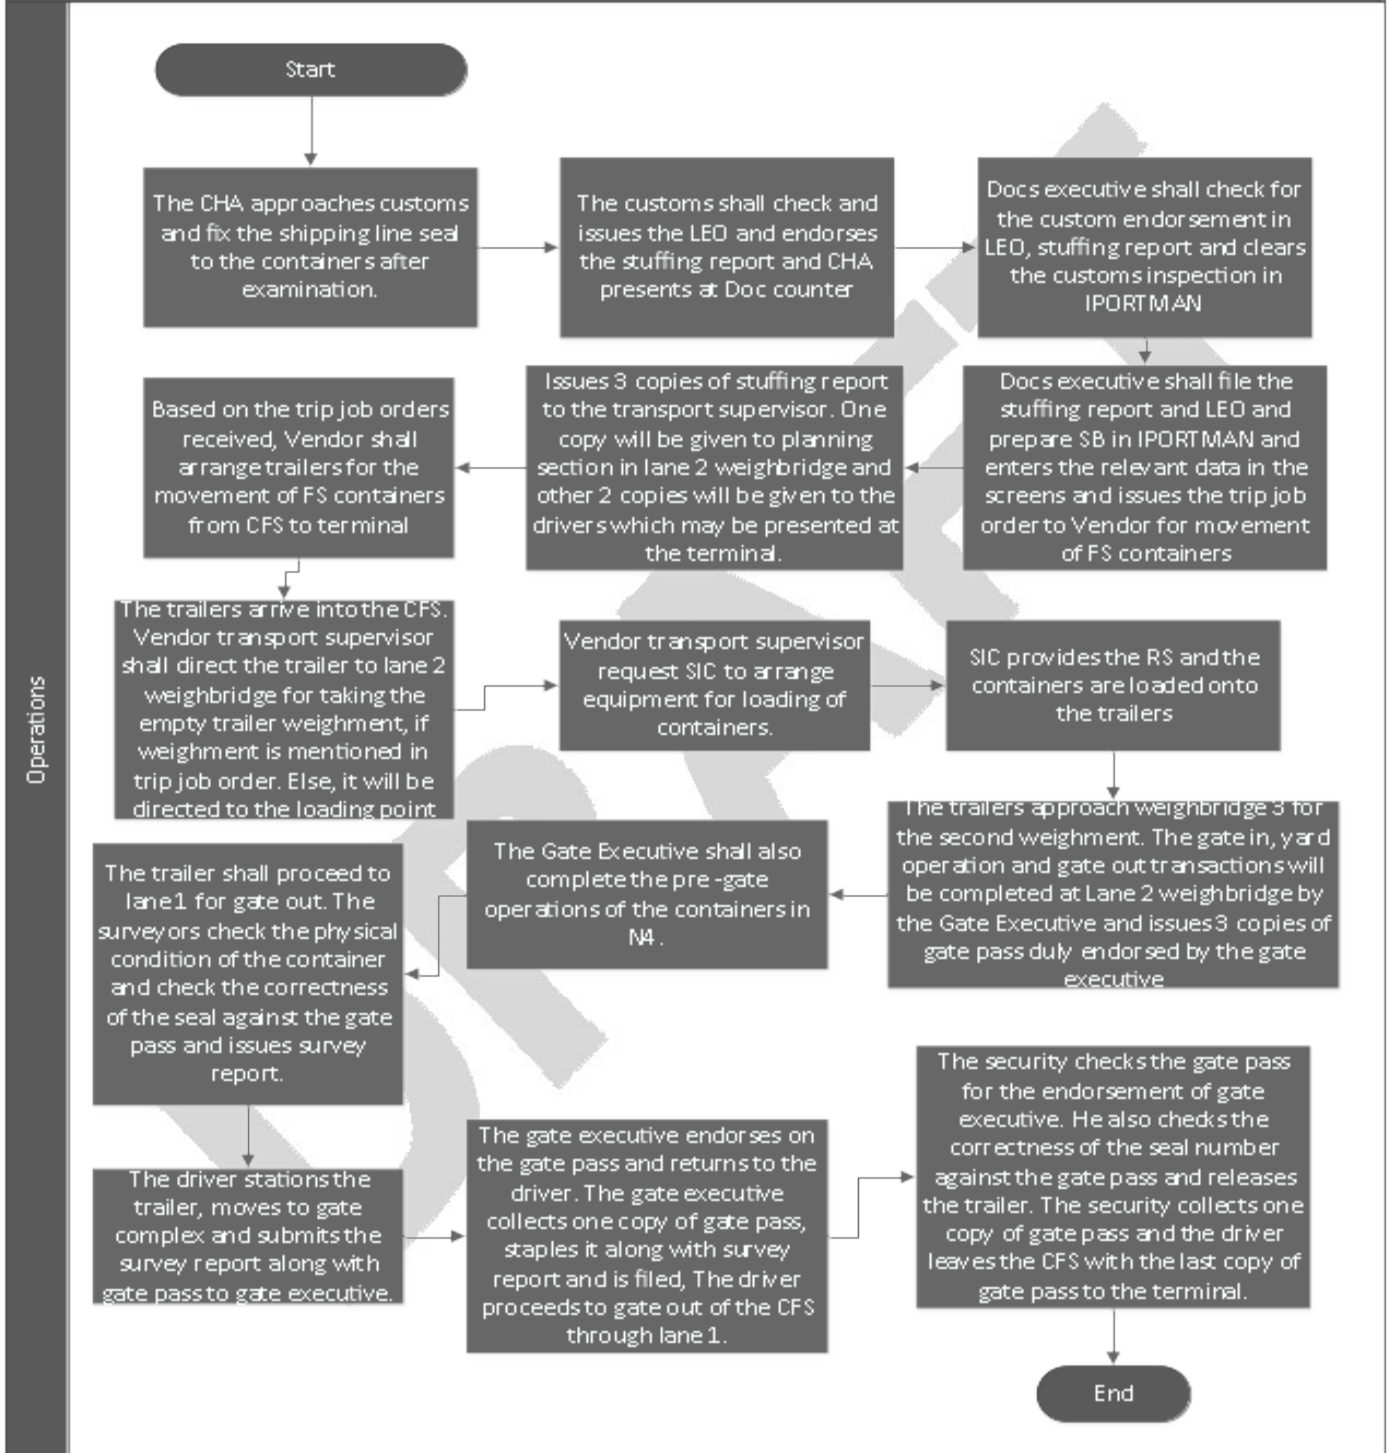 Start
The CHA approaches customs
and fix the shipping line seal
to the containers after
examination.
The customs shall check and
issues the LEO and endorses
the stuffing report and CHA
presents at Doc counter
Docs executive shall check for
the custom endorsement in
LEO, stuffing report and clears
the customs inspection in
IPORTMAN
Docs executive shall file the
stuffing report and LEO and
prepare SB in IPORTMAN and
enters the relevant data in the
screens and issues the trip job
order to Vendor for movement
of FS containers
Issues 3 copies of stuffing report
to the transport supervisor. One
copy will be given to planning
section in lane 2 weighbridge and
other 2 copies will be given to the
drivers which may be presented at
the terminal.
Based on the trip job orders
received, Vendor shall
arrange trailers for the
movement of FS containers
from CFS to terminal
The trailers arrive into the CFS.
Vendor transport supervisor
shall direct the trailer to lane 2
weighbridge for taking the
empty trailer weighment, if
weighment is mentioned in
trip job order. Else, it will be
directed to the loading point
Vendor transport supervisor
request SIC to arrange
equipment for loading of
containers.
SIC provides the RS and the
containers are loaded onto
the trailers
The trailers approach weighbridge 3 for
the second weighment. The gate in, yard
operation and gate out transactions will
be completed at Lane 2 weighbridge by
the Gate Executive and issues 3 copies of
gate pass duly endorsed by the gate
executive
The Gate Executive shall also
complete the pre-gate
operations of the containers in
N4.
The trailer shall proceed to
lane1 for gate out. The
surveyors check the physical
condition of the container
and check the correctness
of the seal against the gate
pass and issues survey
report.
The driver stations the
trailer, moves to gate
complex and submits the
survey report along with
gate pass to gate executive.
The gate executive endorses on
the gate pass and returns to the
driver. The gate executive
collects one copy of gate pass,
staples it along with survey
report and is filed, The driver
proceeds to gate out of the CFS
through lane 1.
The security checks the gate pass
for the endorsement of gate
executive. He also checks the
correctness of the seal number
against the gate pass and releases
the trailer. The security collects one
copy of gate pass and the driver
leaves the CFS with the last copy of
gate pass to the terminal.
End
Operations